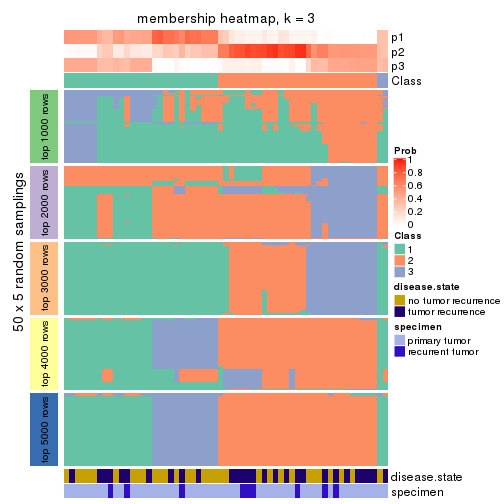 membership heatmap, k = 3
p1
p2
p3
Class
50 x 5 random samplings
top 1000 rows
top 2000 rows
top 3000 rows
top 4000 rows
top 5000 rows
Prob
1
0.8
0.6
0.4
0.2
0
Class
1
2
3
disease.state
no tumor recurrence
tumor recurrence
specimen
primary tumor
recurrent tumor
disease.state
specimen